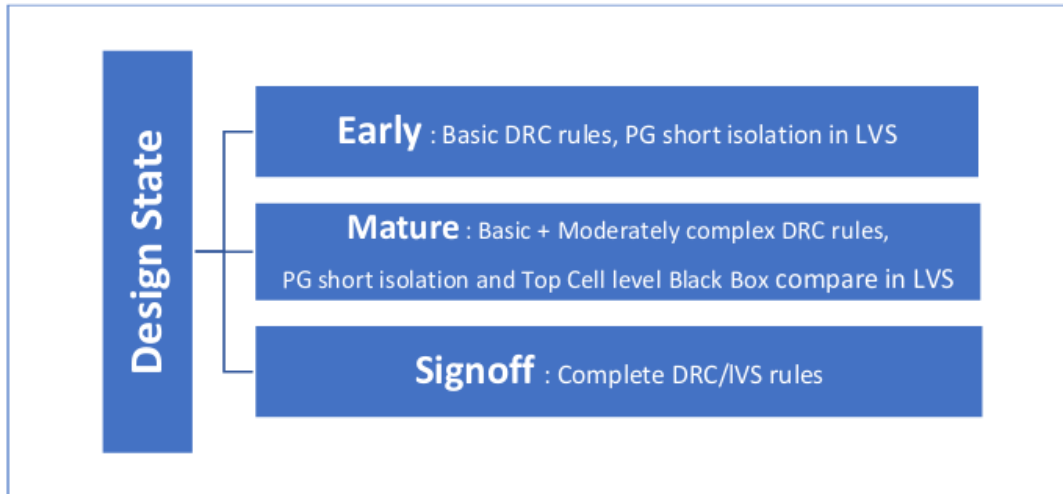 Design State
Early : Basic DRC rules, PG short isolation in LVS
Mature : Basic + Moderately complex DRC rules,
PG short isolation and Top Cell level Black Box compare in LVS
Signoff : Complete DRC/lVS rules